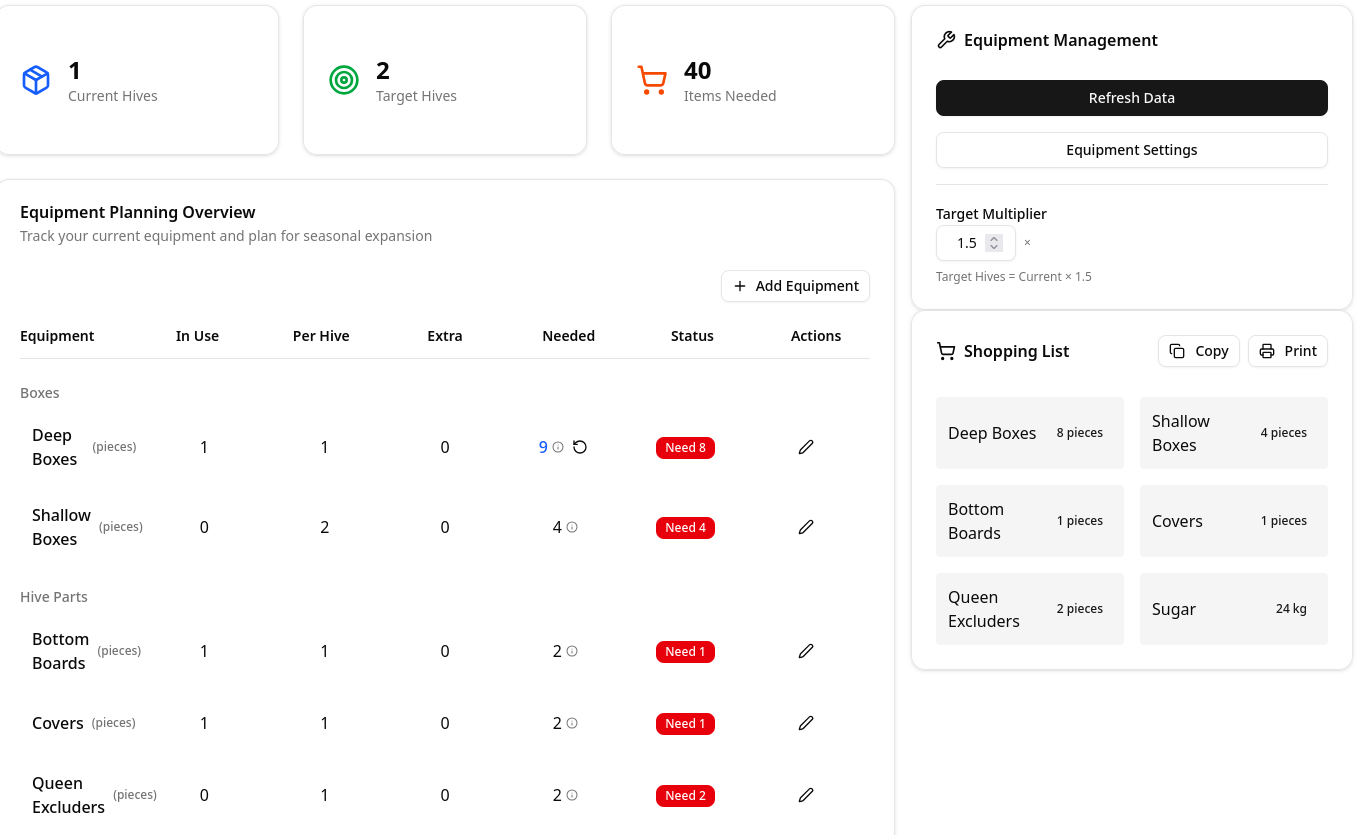 1
Current Hives
2
Target Hives
40
Items Needed
Equipment Planning Overview
Track your current equipment and plan for seasonal expansion
Add Equipment
Equipment In Use Per Hive Extra Needed Status Actions
Boxes
Deep
Boxes (pieces) 1 1 0 9 Need 8
Shallow
Boxes (pieces) 0 2 0 4 Need 4
Hive Parts
Bottom
Boards (pieces) 1 1 0 2 Need 1
Covers (pieces) 1 1 0 2 Need 1
Queen
Excluders (pieces) 0 1 0 2 Need 2
Equipment Management
Refresh Data
Equipment Settings
Target Multiplier
1.5 ×
Target Hives = Current × 1.5
Shopping List
Copy
Print
Deep Boxes 8 pieces
Shallow
Boxes 4 pieces
Bottom
Boards 1 pieces
Covers 1 pieces
Queen
Excluders 2 pieces
Sugar 24 kg